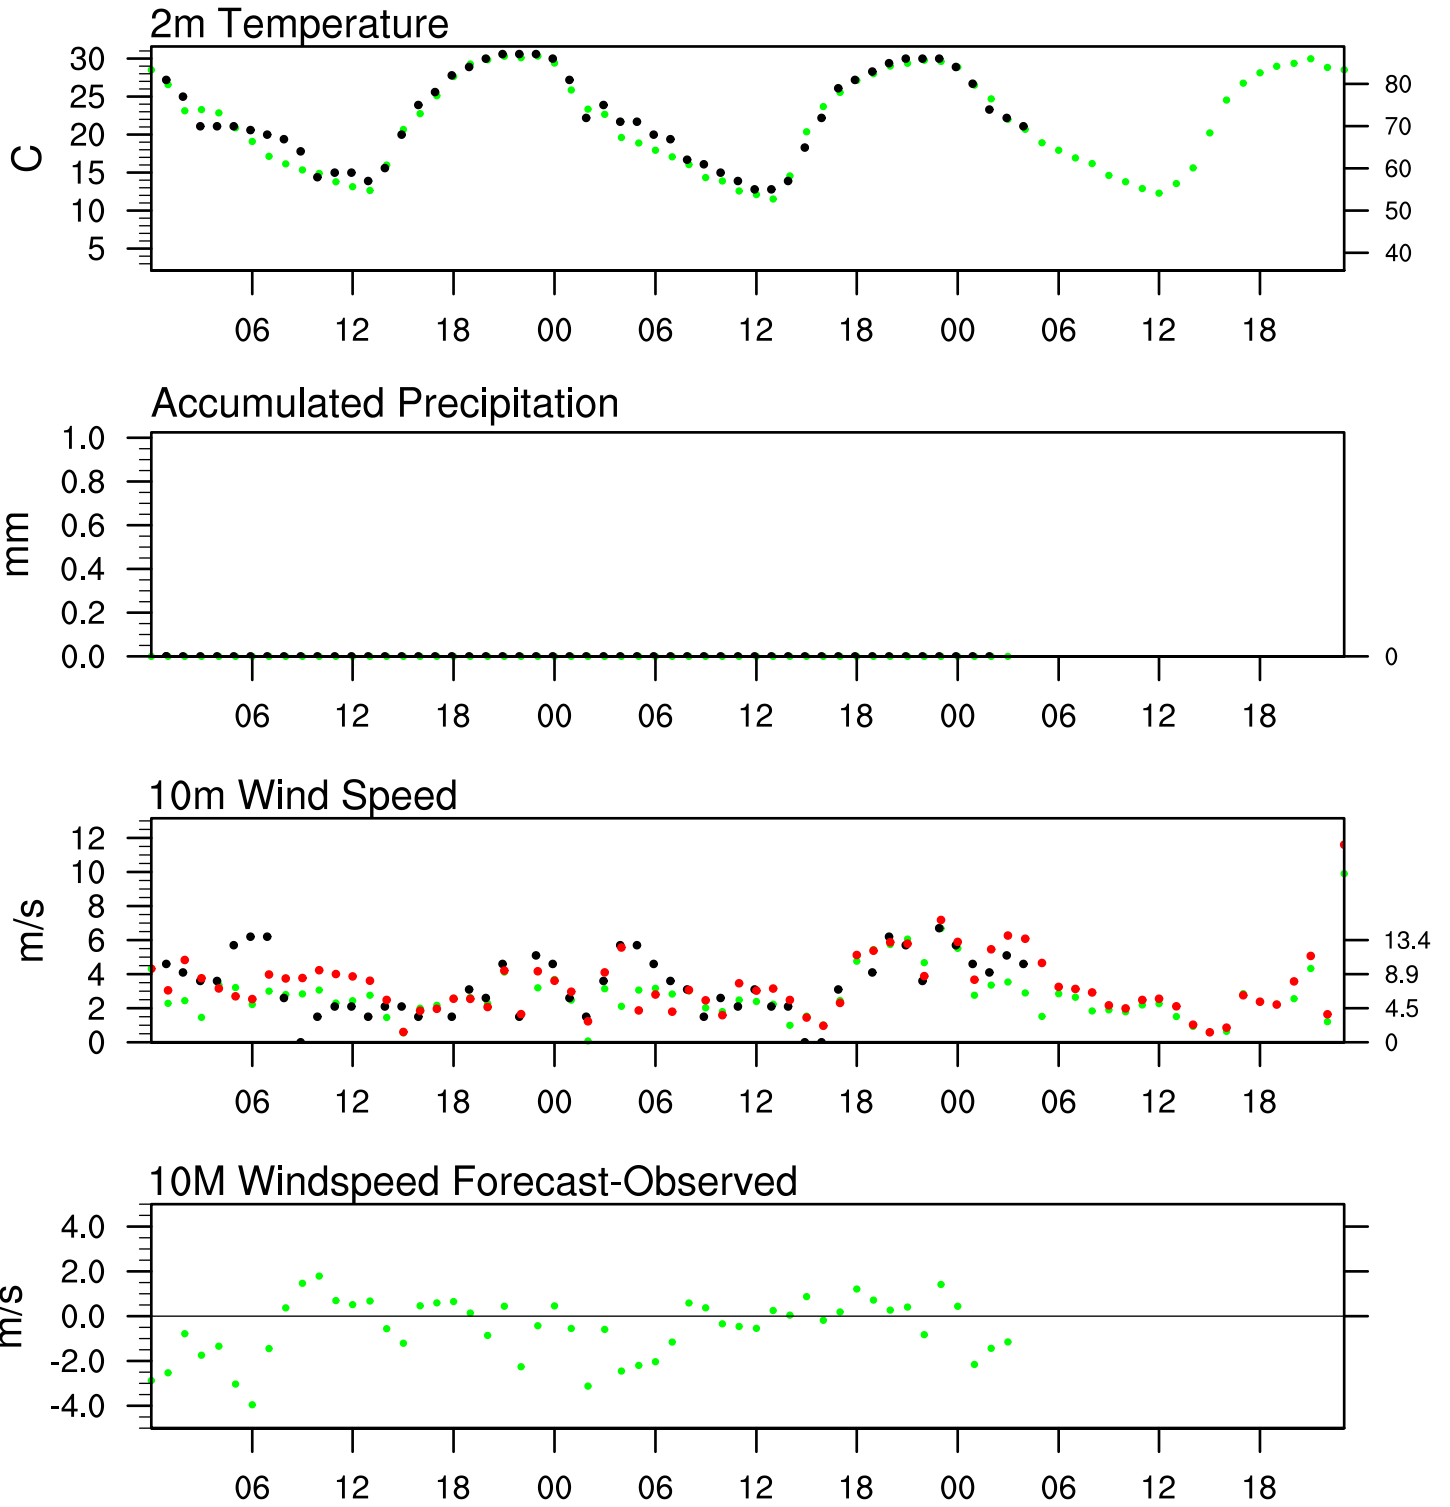 2m Temperature
30
25
20
15
10
5
C
80
70
60
50
40
06 12 18 00 06 12 18 00 06 12 18
Accumulated Precipitation
1.0
0.8
0.6
0.4
0.2
0.0
mm
0
06 12 18 00 06 12 18 00 06 12 18
10m Wind Speed
12
10
8
6
4
2
0
m/s
13.4
8.9
4.5
0
06 12 18 00 06 12 18 00 06 12 18
10M Windspeed Forecast-Observed
4.0
2.0
0.0
-2.0
-4.0
m/s
06 12 18 00 06 12 18 00 06 12 18